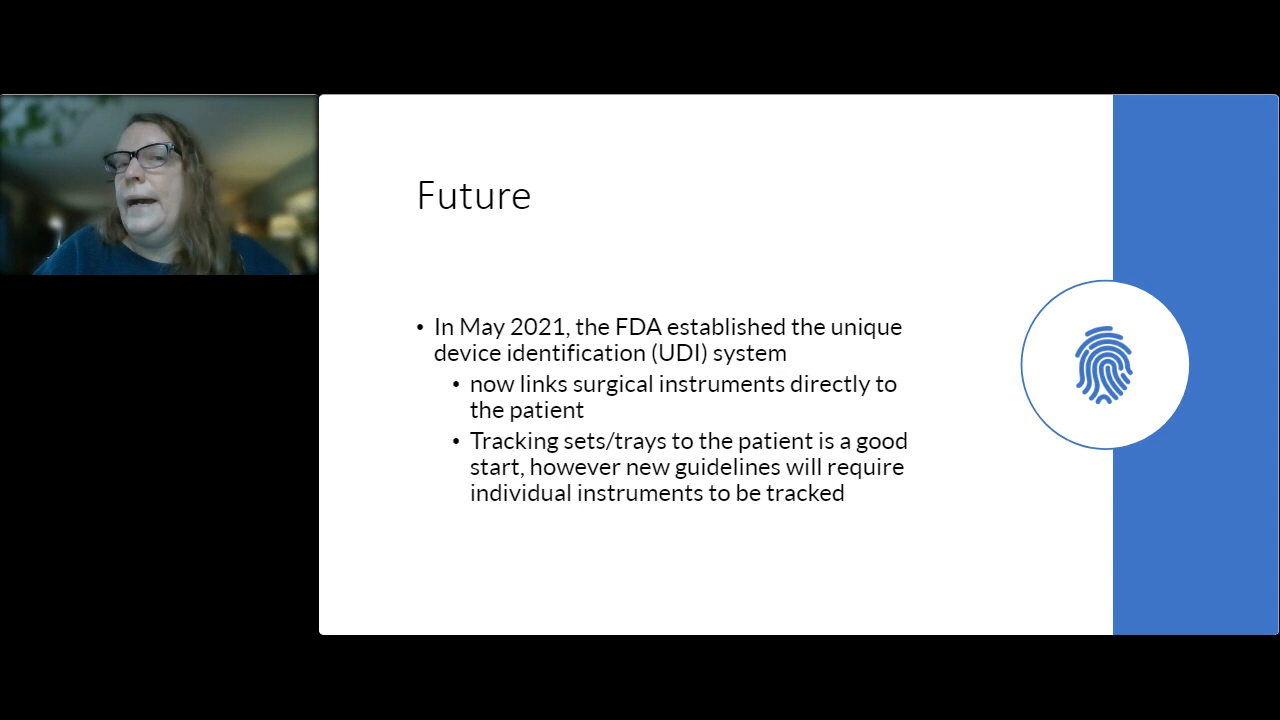 Future
• In May 2021, the FDA established the unique
device identification (UDI) system
• now links surgical instruments directly to
the patient
• Tracking sets/trays to the patient is a good
start, however new guidelines will require
individual instruments to be tracked